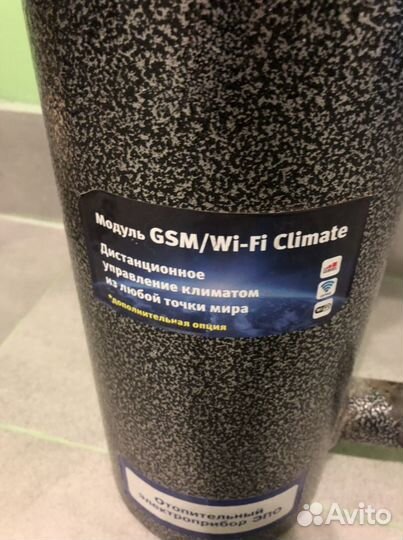 Модуль GSM/Wi-Fi Climate
Дистанционное
управление климатом
из любой точки мира
*дополнительная опция
Отопительный
электроприбор ЭПО
Avito